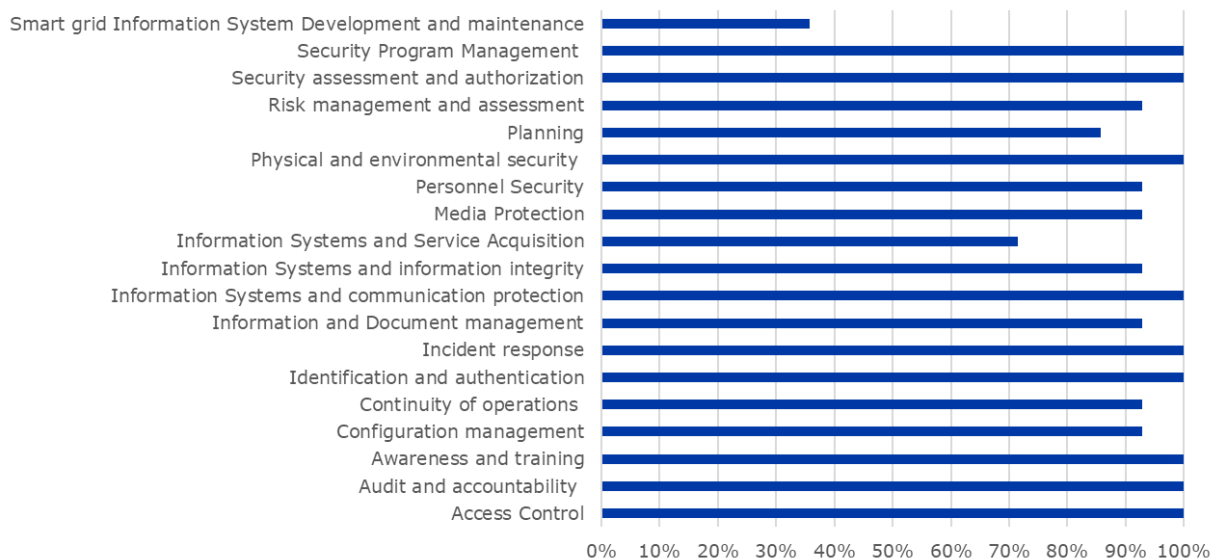 Smart grid Information System Development and maintenance
Security Program Management
Security assessment and authorization
Risk management and assessment
Planning
Physical and environmental security
Personnel Security
Media Protection
Information Systems and Service Acquisition
Information Systems and information integrity
Information Systems and communication protection
Information and Document management
Incident response
Identification and authentication
Continuity of operations
Configuration management
Awareness and training
Audit and accountability
Access Control
0% 10% 20% 30% 40% 50% 60% 70% 80% 90% 100%